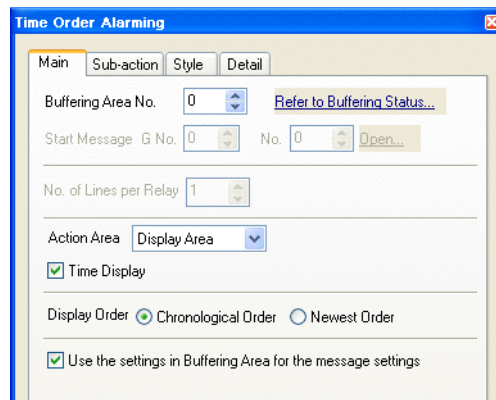 Time Order Alarming
Main Sub-action Style Detail
Buffering Area No. 0 Refer to Buffering Status...
Start Message G No. 0 No. 0 Open...
No. of Lines per Relay 1
Action Area Display Area
Time Display
Display Order Chronological Order Newest Order
Use the settings in Buffering Area for the message settings